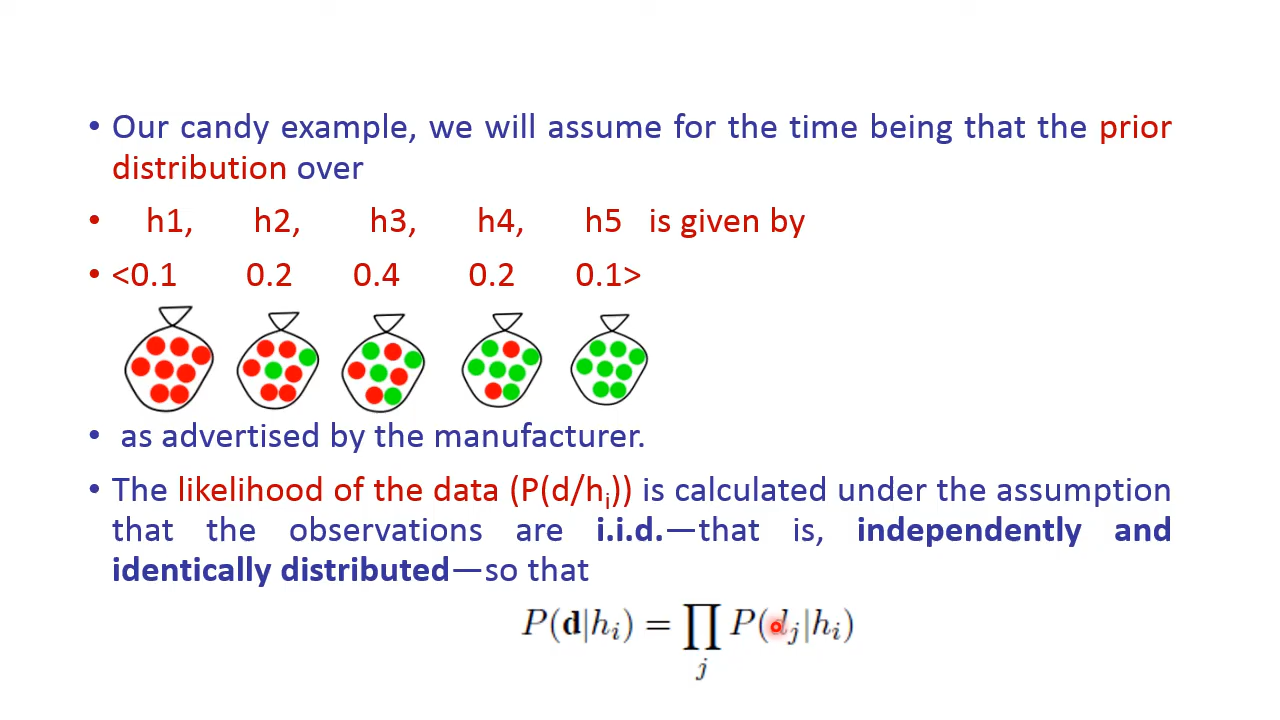 • Our candy example, we will assume for the time being that the prior
distribution over
• h1, h2, h3, h4, h5 is given by
• <0.1 0.2 0.4 0.2 0.1>
• as advertised by the manufacturer.
• The likelihood of the data (P(d/hᵢ)) is calculated under the assumption
that the observations are i.i.d.—that is, independently and
identically distributed—so that
P(d|hᵢ) = ∏ⱼ P(dⱼ|hᵢ)